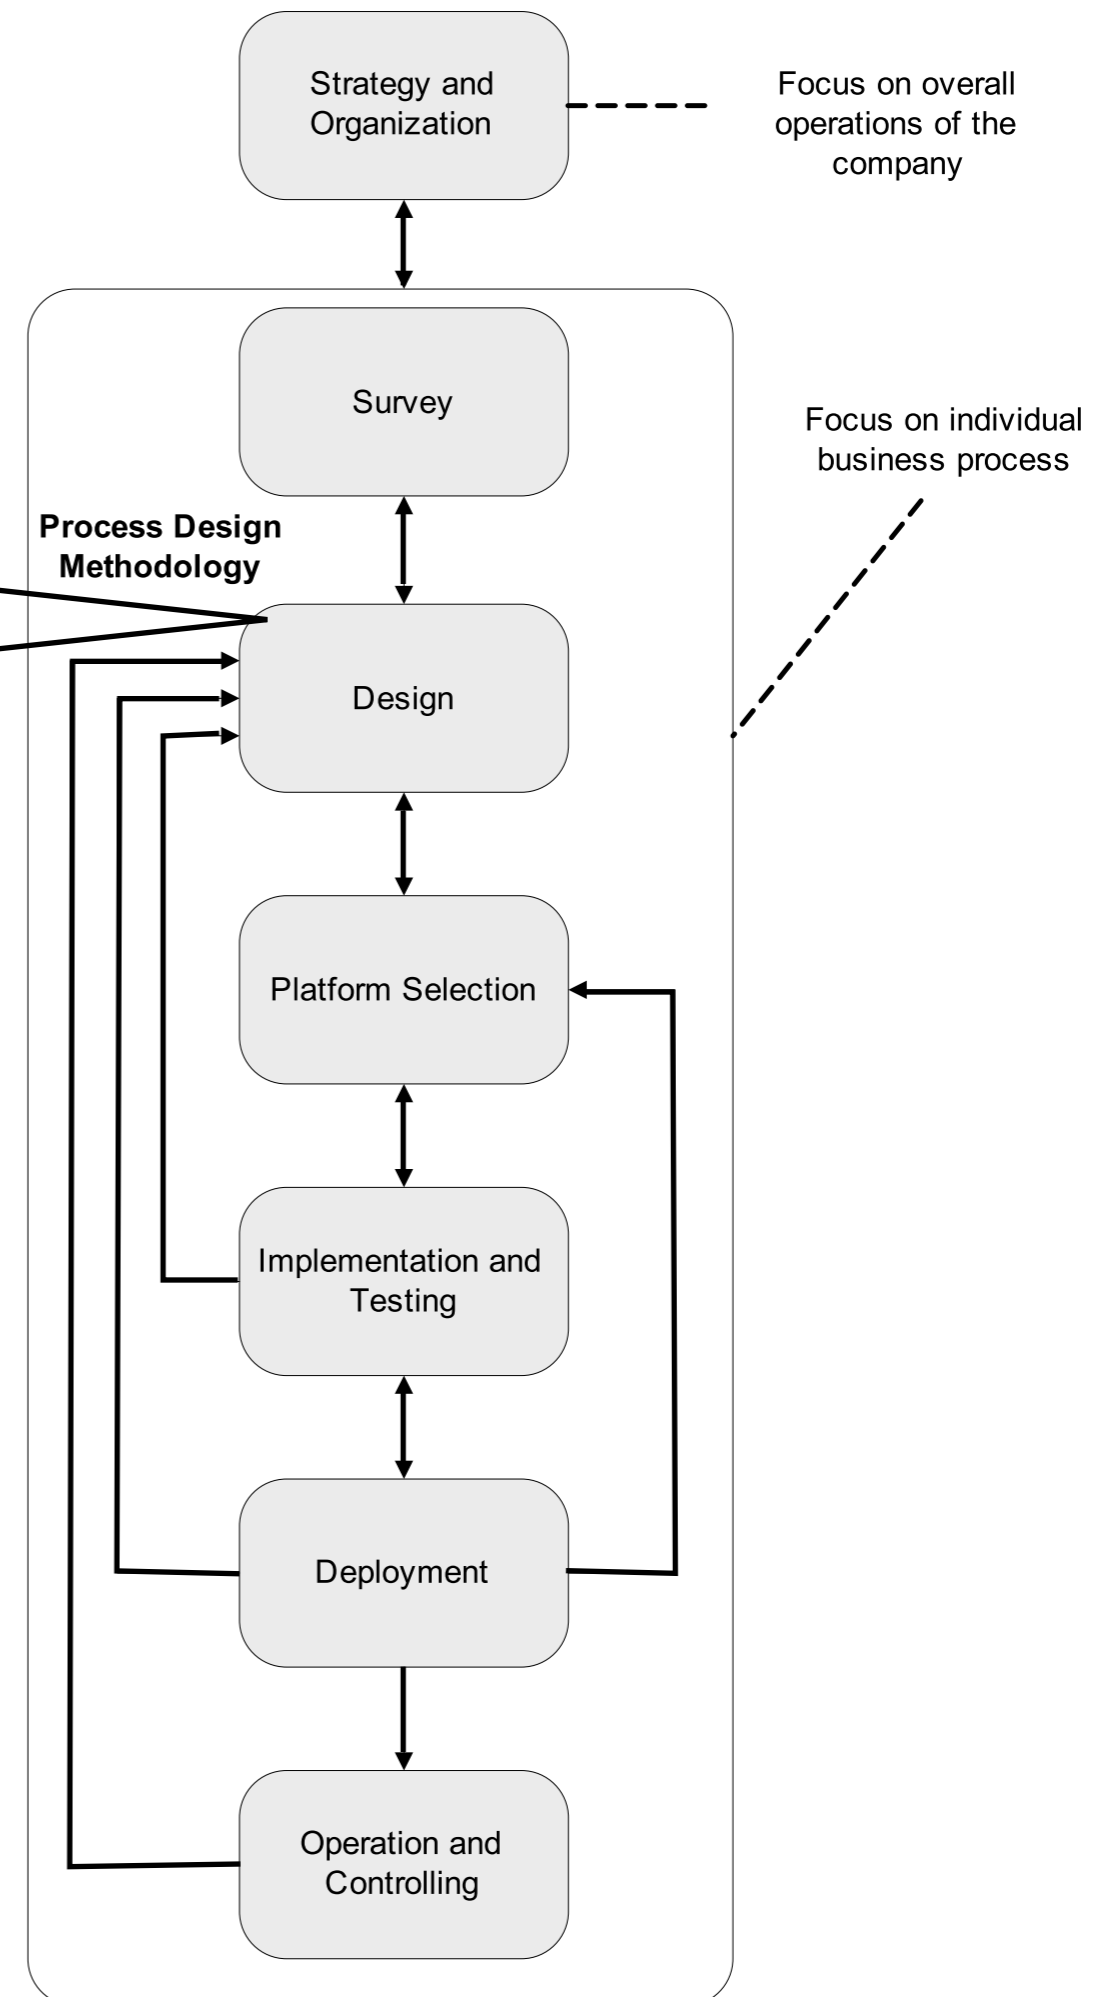 Strategy and
Organization
Focus on overall
operations of the
company
Survey
Focus on individual
business process
Process Design
Methodology
Design
Platform Selection
Implementation and
Testing
Deployment
Operation and
Controlling